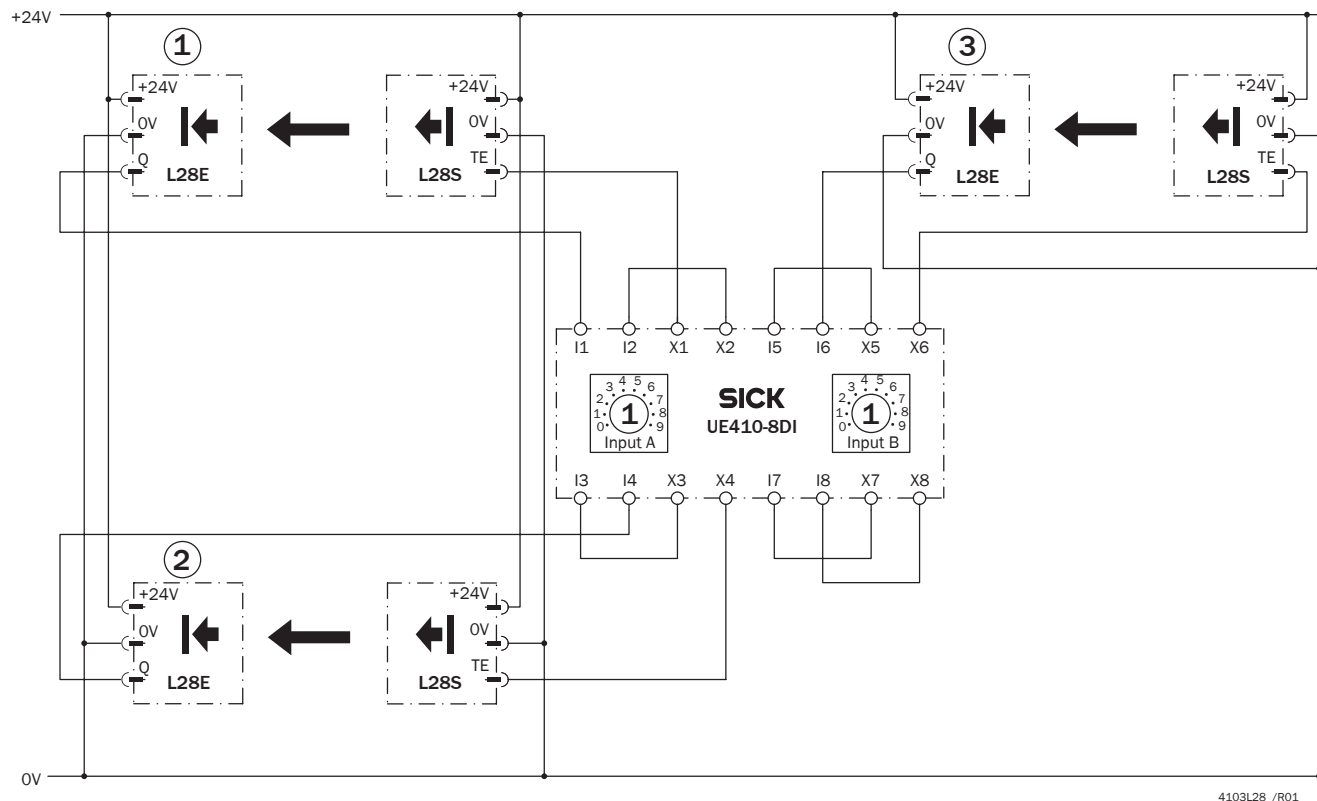 +24V
1
3
+24V
0V
Q
L28E
+24V
0V
TE
L28S
+24V
0V
Q
L28E
+24V
0V
TE
L28S
I1 I2 X1 X2 I5 I6 X5 X6
0 1 2 3 4 5 6 7 8 9
1
Input A
SICK
UE410-8DI
0 1 2 3 4 5 6 7 8 9
1
Input B
I3 I4 X3 X4 I7 I8 X7 X8
2
+24V
0V
Q
L28E
+24V
0V
TE
L28S
0V
4103L28 /R01